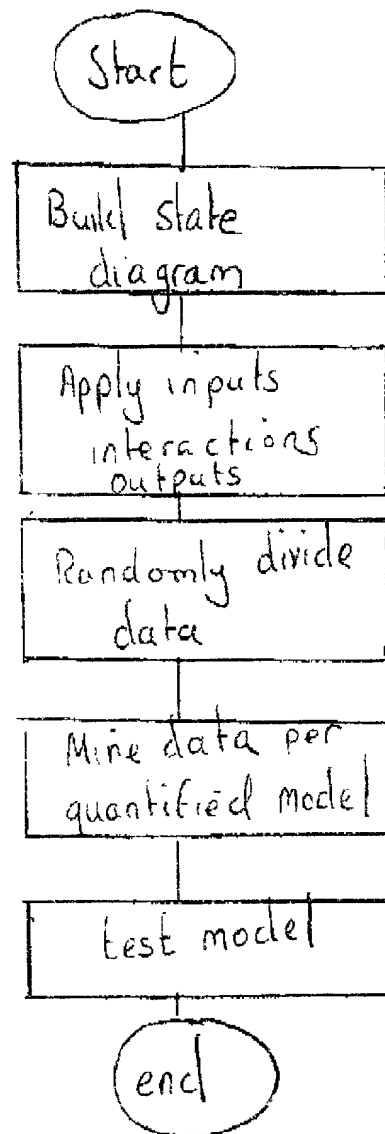 Start
Build state
diagram
Apply inputs
interactions
outputs
Randomly divide
data
Mine data per
quantified model
test model
end